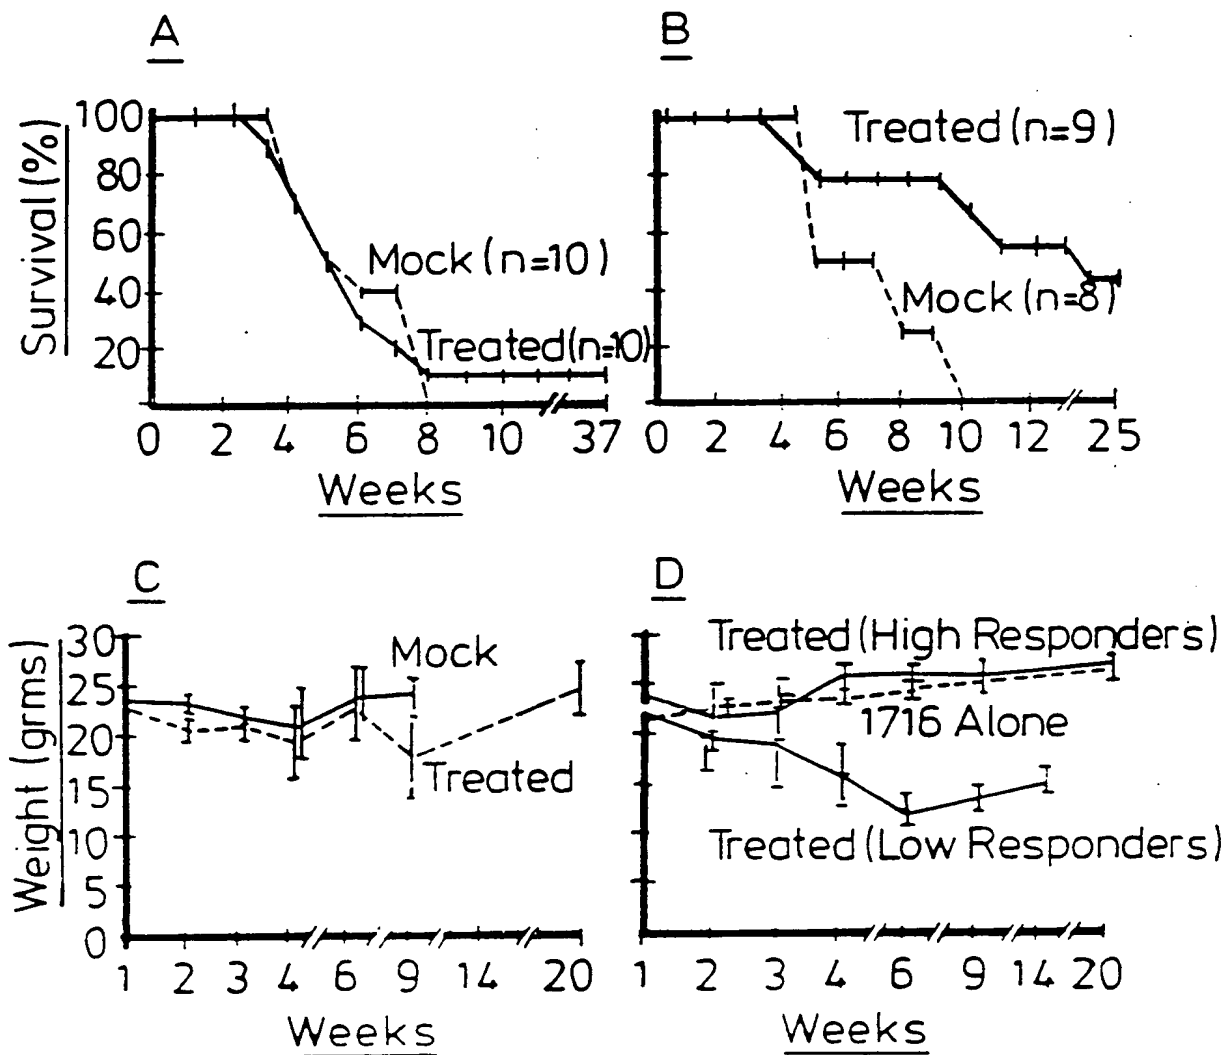 A
Survival (%)
100
80
60
40
20
Mock (n=10)
Treated (n=10)
0 2 4 6 8 10 37
Weeks
B
Treated (n=9)
Mock (n=8)
0 2 4 6 8 10 12 25
Weeks
C
Weight (grms)
30
25
20
15
10
5
0
Mock
Treated
1 2 3 4 6 9 14 20
Weeks
D
Treated (High Responders)
1716 Alone
Treated (Low Responders)
1 2 3 4 6 9 14 20
Weeks